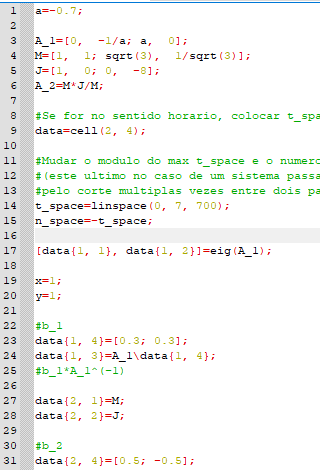 1 a=-0.7;
2
3 A_1=[0, -1/a; a, 0];
4 M=[1, 1; sqrt(3), 1/sqrt(3)];
5 J=[1, 0; 0, -8];
6 A_2=M*J/M;
7
8 #Se for no sentido horario, colocar t_spa
9 data=cell(2, 4);
10
11 #Mudar o modulo do max t_space e o numero
12 #(este ultimo no caso de um sistema passa
13 #pelo corte multiplas vezes entre dois pa
14 t_space=linspace(0, 7, 700);
15 n_space=-t_space;
16
17 [data{1, 1}, data{1, 2}]=eig(A_1);
18
19 x=1;
20 y=1;
21
22 #b_1
23 data{1, 4}=[0.3; 0.3];
24 data{1, 3}=A_1\data{1, 4};
25 #b_1*A_1^(-1)
26
27 data{2, 1}=M;
28 data{2, 2}=J;
29
30 #b_2
31 data{2, 4}=[0.5; -0.5];